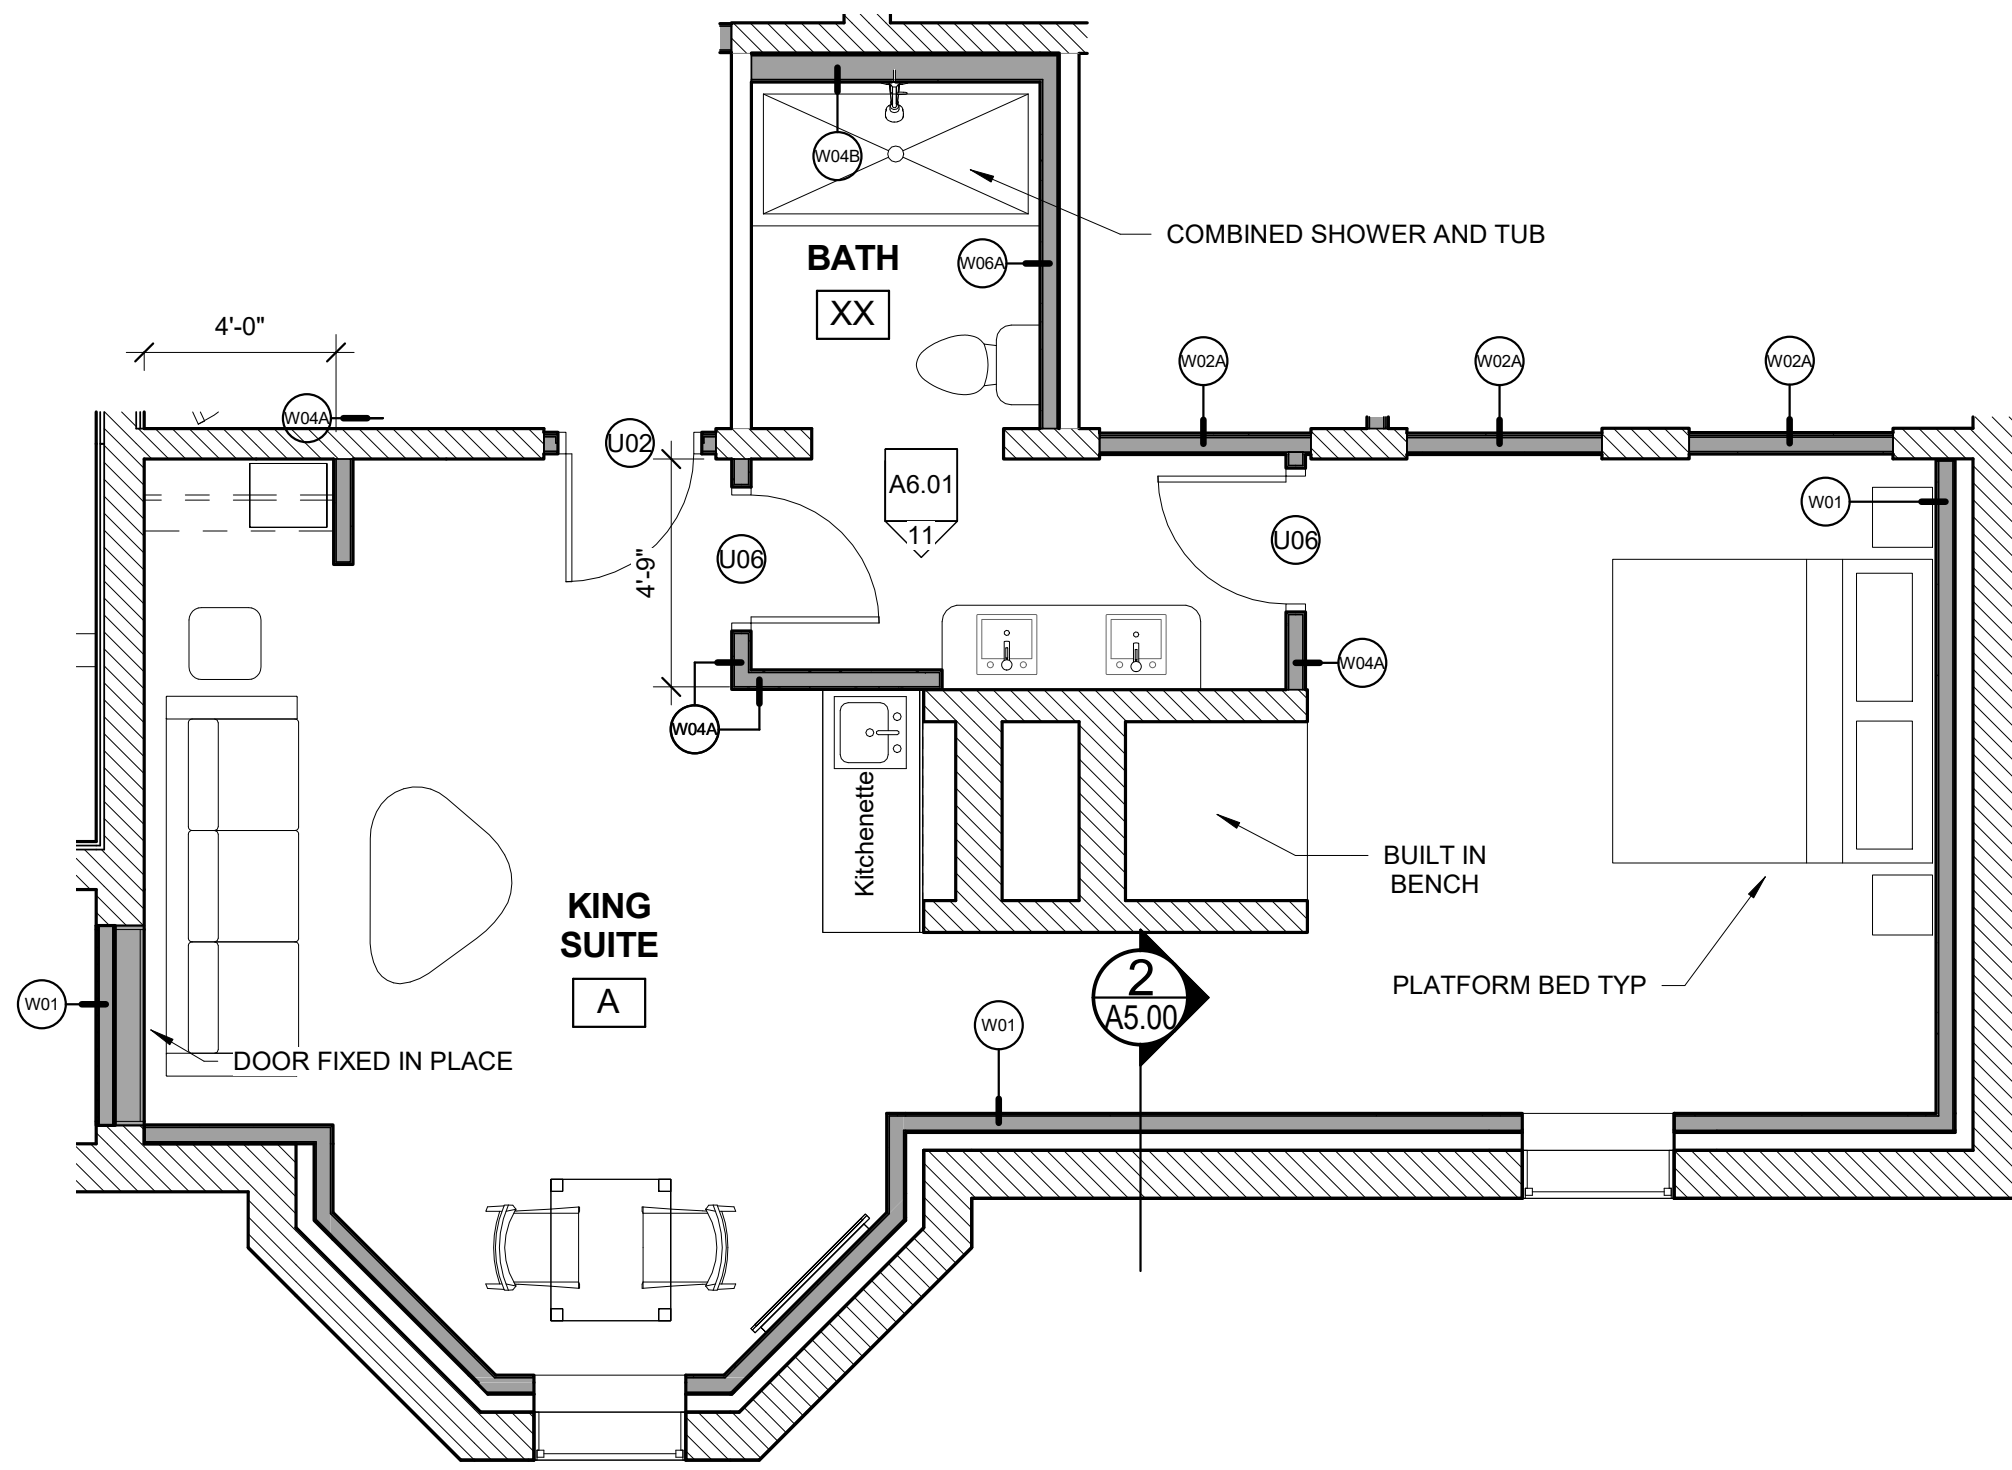 W04B
COMBINED SHOWER AND TUB
BATH
W06A
XX
4'-0"
W02A
W02A
W02A
W04A
U02
A6.01
11
W01
U06
U06
4'-9"
W04A
W04A
Kitchenette
BUILT IN
BENCH
KING
SUITE
A
2
A5.00
PLATFORM BED TYP
W01
W01
DOOR FIXED IN PLACE